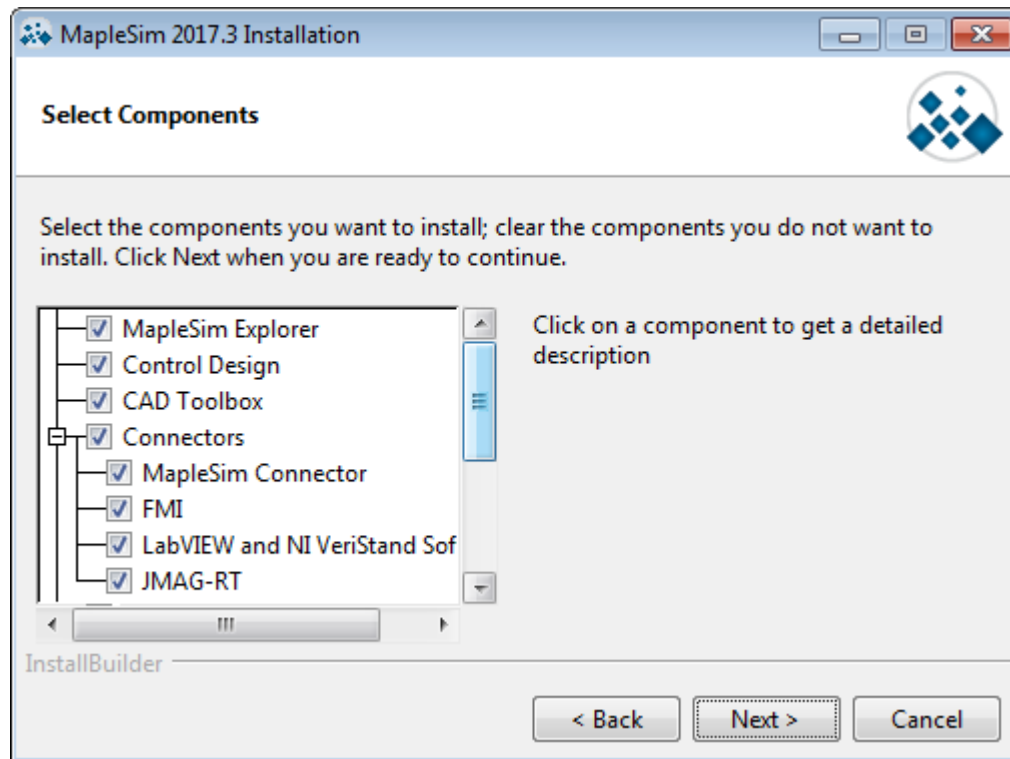 MapleSim 2017.3 Installation
Select Components
Select the components you want to install; clear the components you do not want to
install. Click Next when you are ready to continue.
MapleSim Explorer
Control Design
CAD Toolbox
Connectors
MapleSim Connector
FMI
LabVIEW and NI VeriStand Sof
JMAG-RT
Click on a component to get a detailed
description
InstallBuilder
< Back
Next >
Cancel